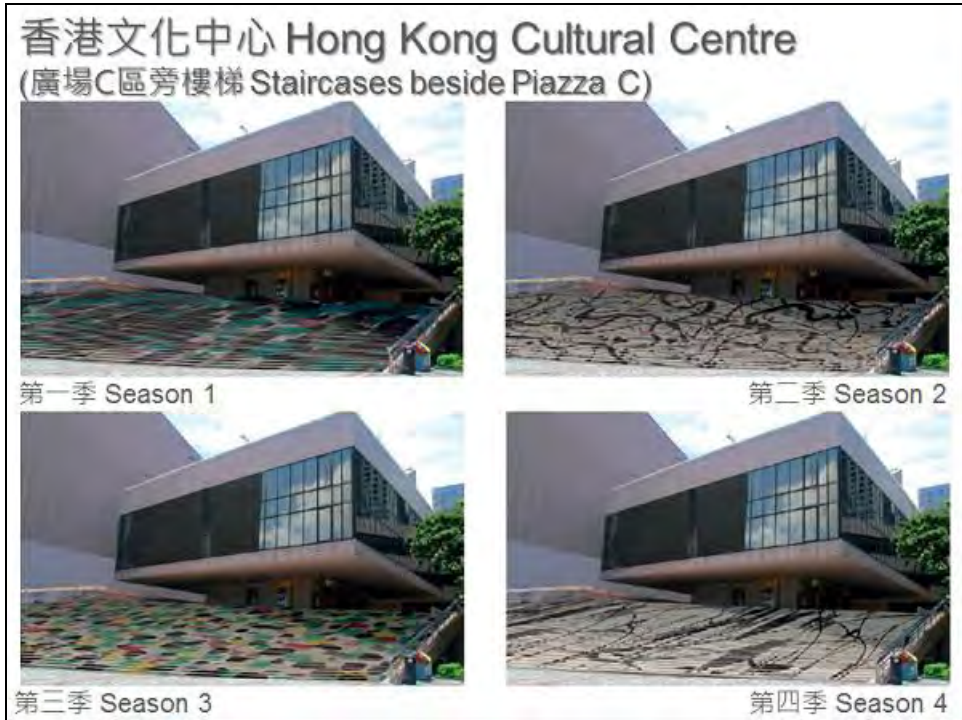 香港文化中心 Hong Kong Cultural Centre
(廣場C區旁樓梯 Staircases beside Piazza C)
第一季 Season 1
第二季 Season 2
第三季 Season 3
第四季 Season 4